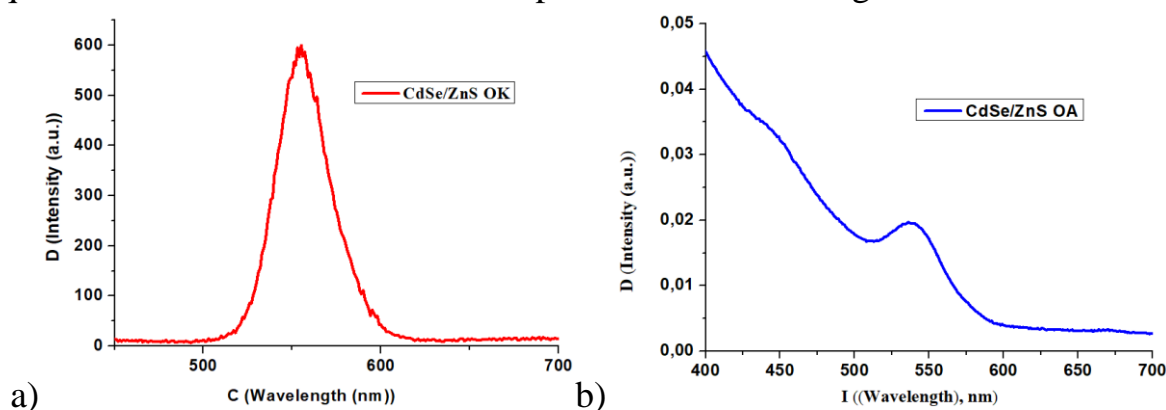 0,05
600
500
CdSe/ZnS OK
0,04
CdSe/ZnS OA
400
0,03
300
D (Intensity (a.u.))
D (Intensity (a.u.))
0,02
200
0,01
100
0
0,00
500
600
700
400
450
500
550
600
650
700
a)
C (Wavelength (nm))
b)
I ((Wavelength), nm)